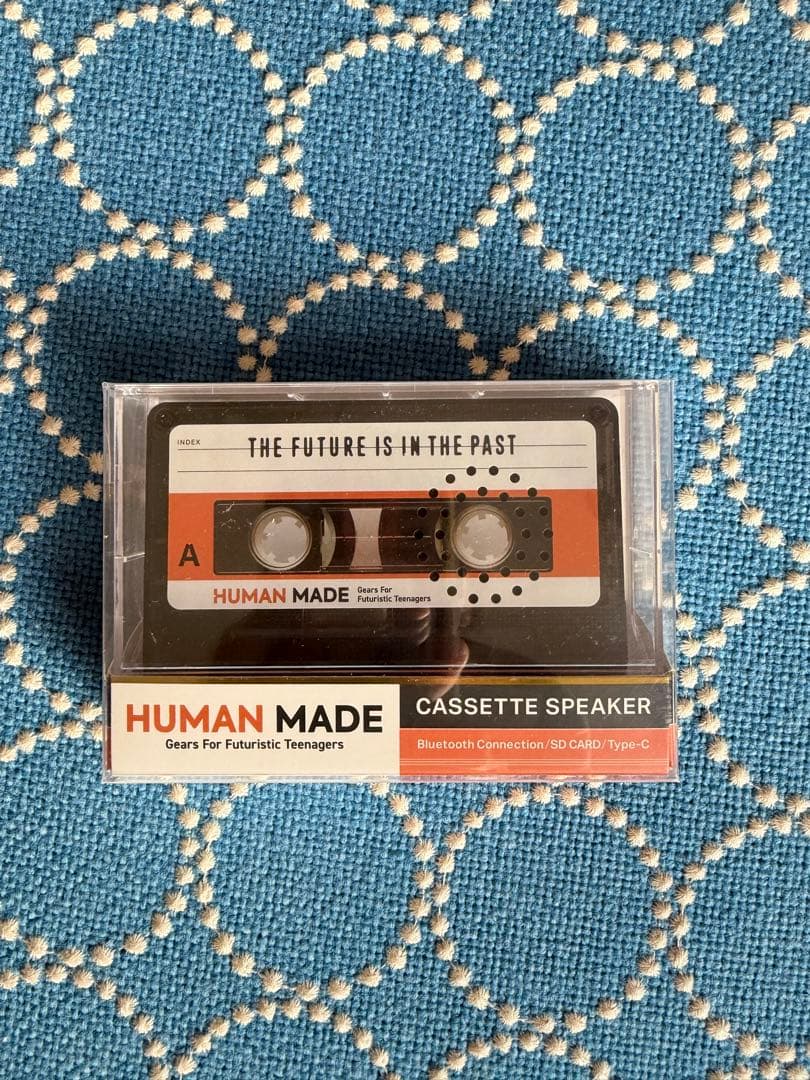 INDEX
THE FUTURE IS IN THE PAST
A
HUMAN MADE
Gears For
Futuristic Teenagers
HUMAN MADE
Gears For Futuristic Teenagers
CASSETTE SPEAKER
Bluetooth Connection/SD CARD/Type-C